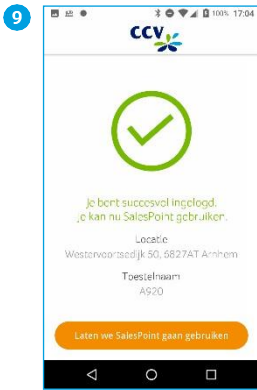 9
100% 17:04
CCV
Je bent succesvol ingelogd.
Je kan nu SalesPoint gebruiken.
Locatie
Westervoortsedijk 50, 6827AT Arnhem
Toestelnaam
A920
Laten we SalesPoint gaan gebruiken